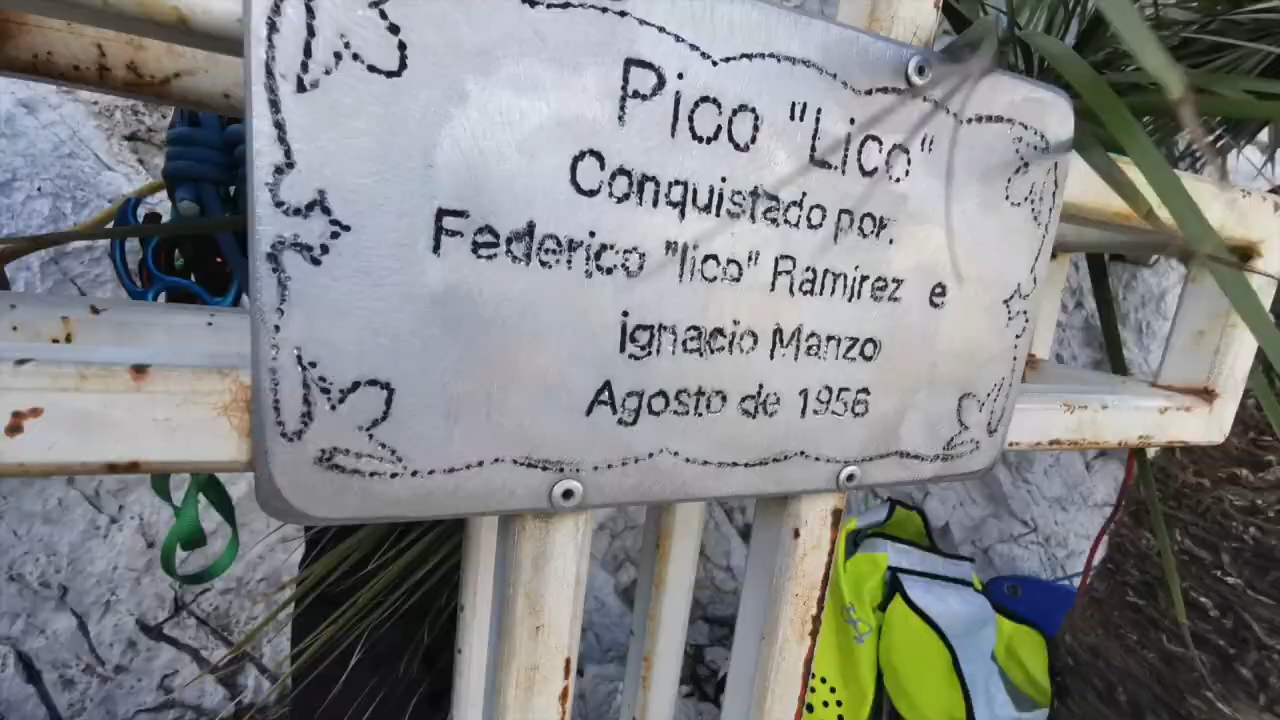 Pico "Lico"
Conquistado por:
Federico "lico" Ramirez e
ignacio Manzo
Agosto de 1956